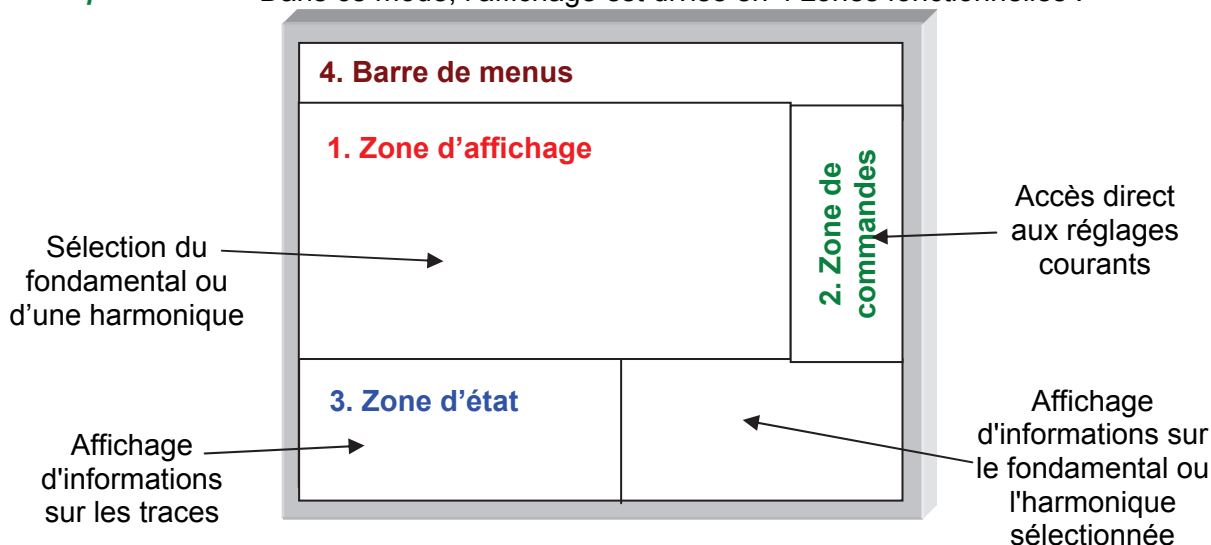 4. Barre de menus
1. Zone d'affichage
2. Zone de
commandes
Sélection du
fondamental ou
d'une harmonique
Accès direct
aux réglages
courants
3. Zone d'état
Affichage
d'informations
sur les traces
Affichage
d'informations sur
le fondamental ou
l'harmonique
sélectionnée